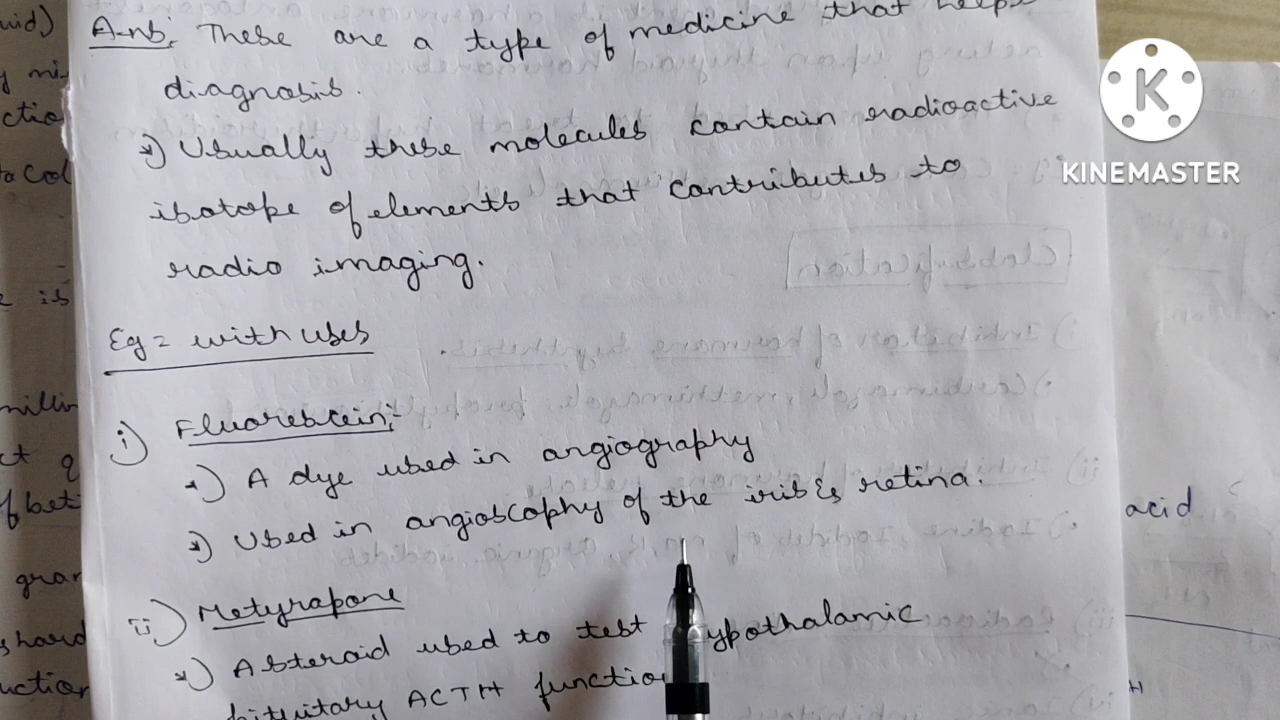 Ans: These are a type of medicine that helps
diagnosis.
*) Usually these molecules contain radioactive
isotope of elements that contributes to
radio imaging.
Eg = with uses
i) Fluorescein:-
*) A dye used in angiography
*) Used in angioscophy of the iris & retina.
ii) Metyrapone
*) A steroid used to test hypothalamic
pituitary ACTH function
K
KINEMASTER
acid